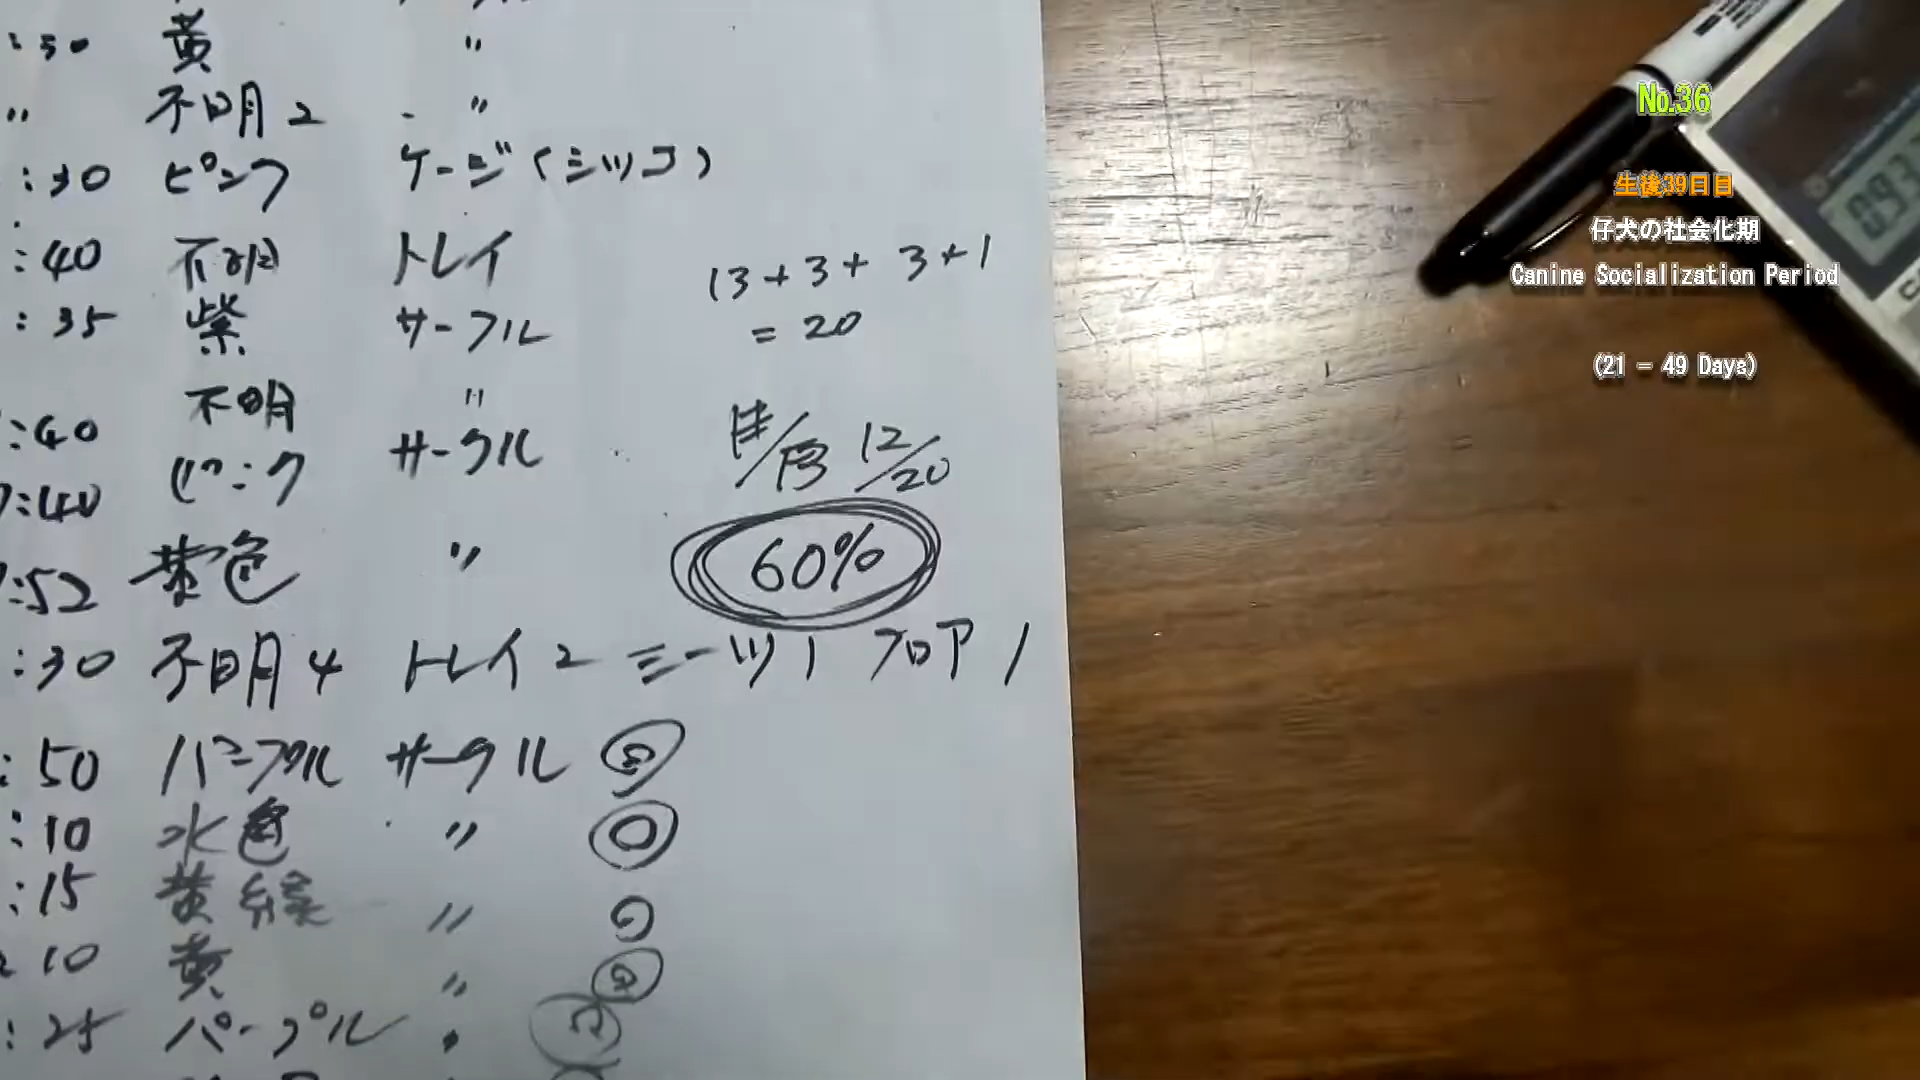 :50 黄 〃
〃 不明2 〃
:30 ピンク ケージ(ミツコ)
:40 不明 トレイ
:35 紫 サークル
不明 〃
:40 サークル
:40 ピンク
:52 黄色 〃
:30 不明4 トレイ2 シーツ1 フロア1
:50 パープル サークル
:10 水色 〃
:15 黄緑 〃
10 黄 〃
:25 パープル 〃
13+3+3+1
=20
12/20
60%
№36
生後39日目
仔犬の社会化期
Canine Socialization Period
(21 - 49 Days)